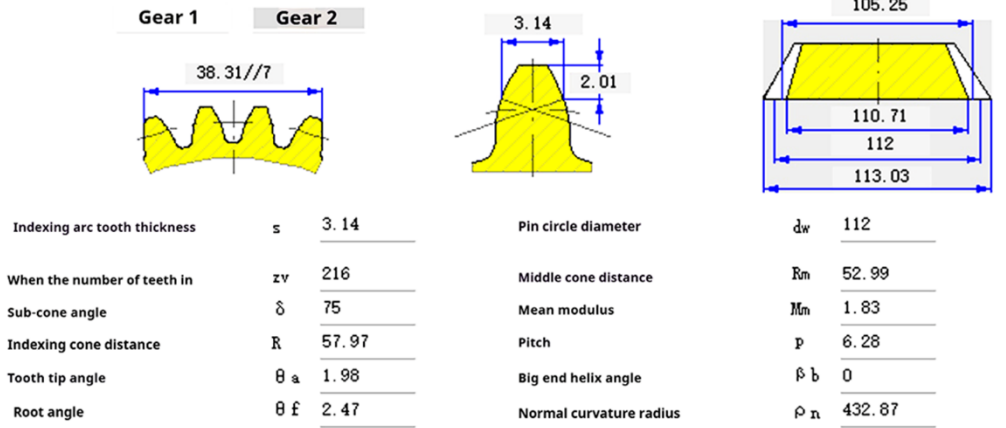 Gear 1 Gear 2
38.31//7
3.14
2.01
105.25
110.71
112
113.03
Indexing arc tooth thickness s 3.14 Pin circle diameter dw 112
When the number of teeth in zv 216 Middle cone distance Rm 52.99
Sub-cone angle δ 75 Mean modulus Mm 1.83
Indexing cone distance R 57.97 Pitch p 6.28
Tooth tip angle θ a 1.98 Big end helix angle β b 0
Root angle θ f 2.47 Normal curvature radius ρ n 432.87